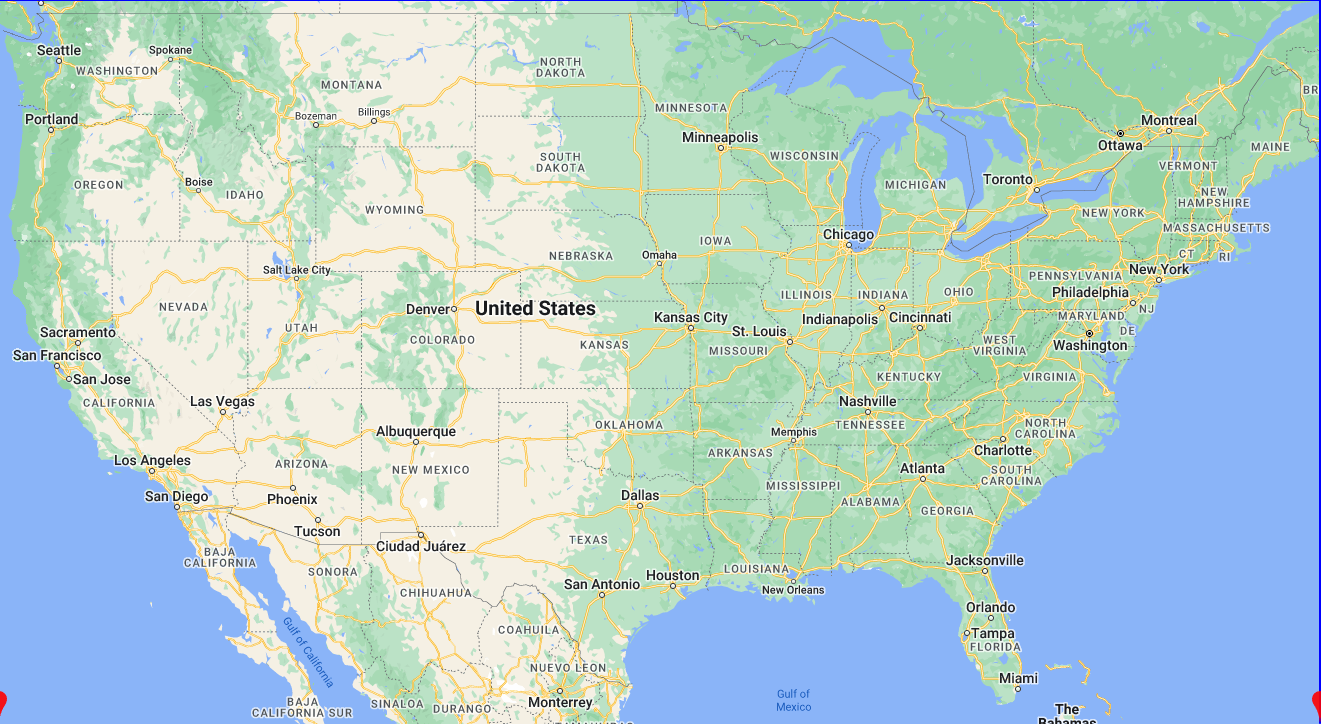 Seattle
Spokane
WASHINGTON
MONTANA
NORTH
DAKOTA
MINNESOTA
Portland
Bozeman
Billings
Minneapolis
Montreal
Ottawa
BR
MAINE
OREGON
Boise
IDAHO
SOUTH
DAKOTA
WISCONSIN
MICHIGAN
Toronto
VERMONT
NEW
HAMPSHIRE
WYOMING
NEW YORK
MASSACHUSETTS
Chicago
IOWA
NEBRASKA
Omaha
CT
RI
Salt Lake City
PENNSYLVANIA
New York
NEVADA
Denver
United States
ILLINOIS
INDIANA
OHIO
Philadelphia
NJ
Sacramento
UTAH
COLORADO
KANSAS
Kansas City
St. Louis
Indianapolis
Cincinnati
MARYLAND
DE
San Francisco
MISSOURI
WEST
VIRGINIA
Washington
San Jose
CALIFORNIA
Las Vegas
KENTUCKY
VIRGINIA
Nashville
Albuquerque
OKLAHOMA
Memphis
TENNESSEE
NORTH
CAROLINA
Los Angeles
ARIZONA
NEW MEXICO
ARKANSAS
Charlotte
San Diego
Phoenix
Dallas
MISSISSIPPI
ALABAMA
Atlanta
SOUTH
CAROLINA
GEORGIA
Tucson
Ciudad Juárez
TEXAS
BAJA
CALIFORNIA
SONORA
CHIHUAHUA
San Antonio
Houston
LOUISIANA
New Orleans
Jacksonville
Gulf of California
COAHUILA
Orlando
Tampa
FLORIDA
NUEVO LEON
Miami
BAJA
CALIFORNIA SUR
SINALOA
DURANGO
Monterrey
Gulf of
Mexico
The
Bahamas